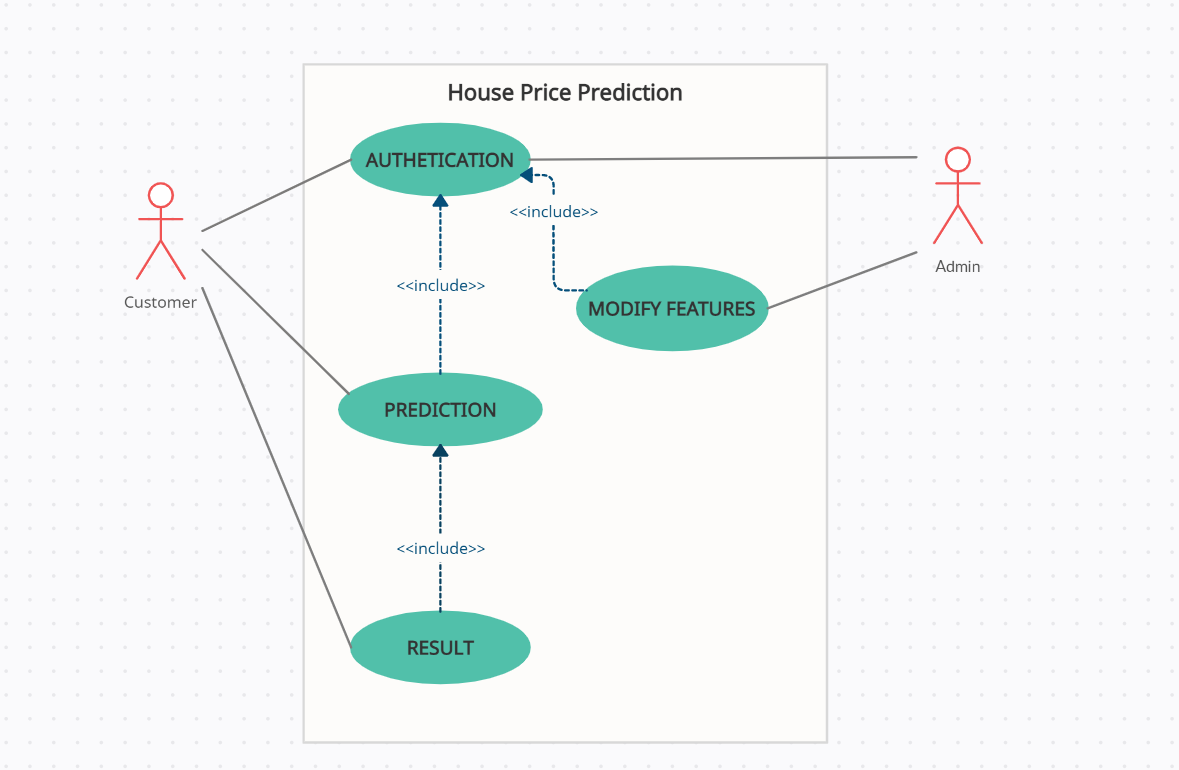 House Price Prediction
AUTHETICATION
<<include>>
Customer
Admin
<<include>>
MODIFY FEATURES
PREDICTION
<<include>>
RESULT